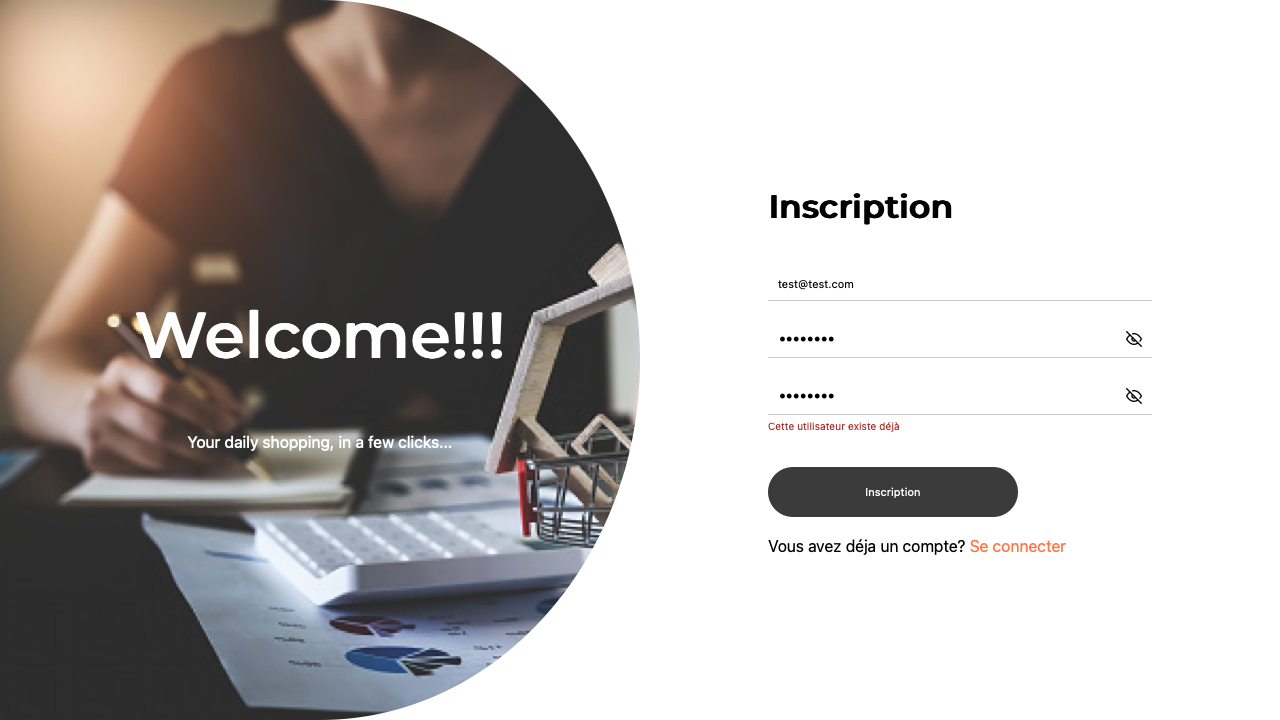 Welcome!!!
Your daily shopping, in a few clicks...
Inscription
test@test.com
••••••••
••••••••
Cette utilisateur existe déjà
Inscription
Vous avez déja un compte? Se connecter